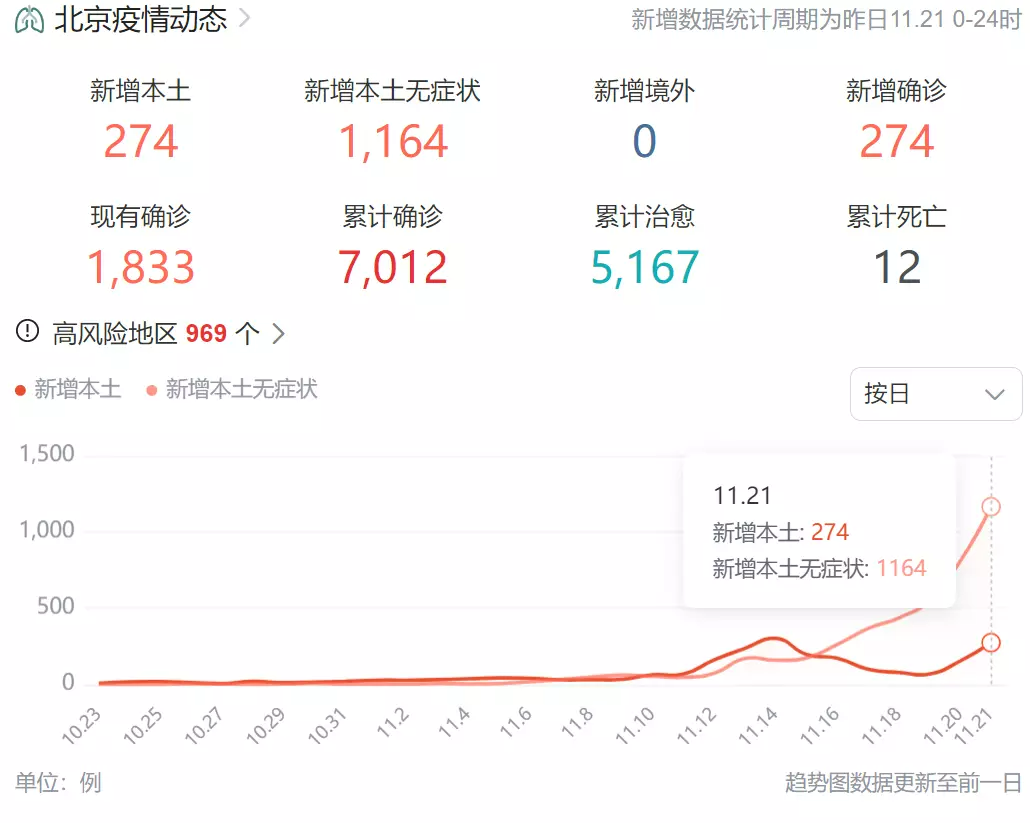 北京疫情动态 新增数据统计周期为昨日11.21 0-24时
新增本土 新增本土无症状 新增境外 新增确诊
274 1,164 0 274
现有确诊 累计确诊 累计治愈 累计死亡
1,833 7,012 5,167 12
高风险地区 969 个
新增本土 新增本土无症状
按日
1,500
11.21
1,000
新增本土: 274
新增本土无症状: 1164
500
0
10.23 10.25 10.27 10.29 10.31 11.2 11.4 11.6 11.8 11.10 11.12 11.14 11.16 11.18 11.20 11.21
单位：例 趋势图数据更新至前一日